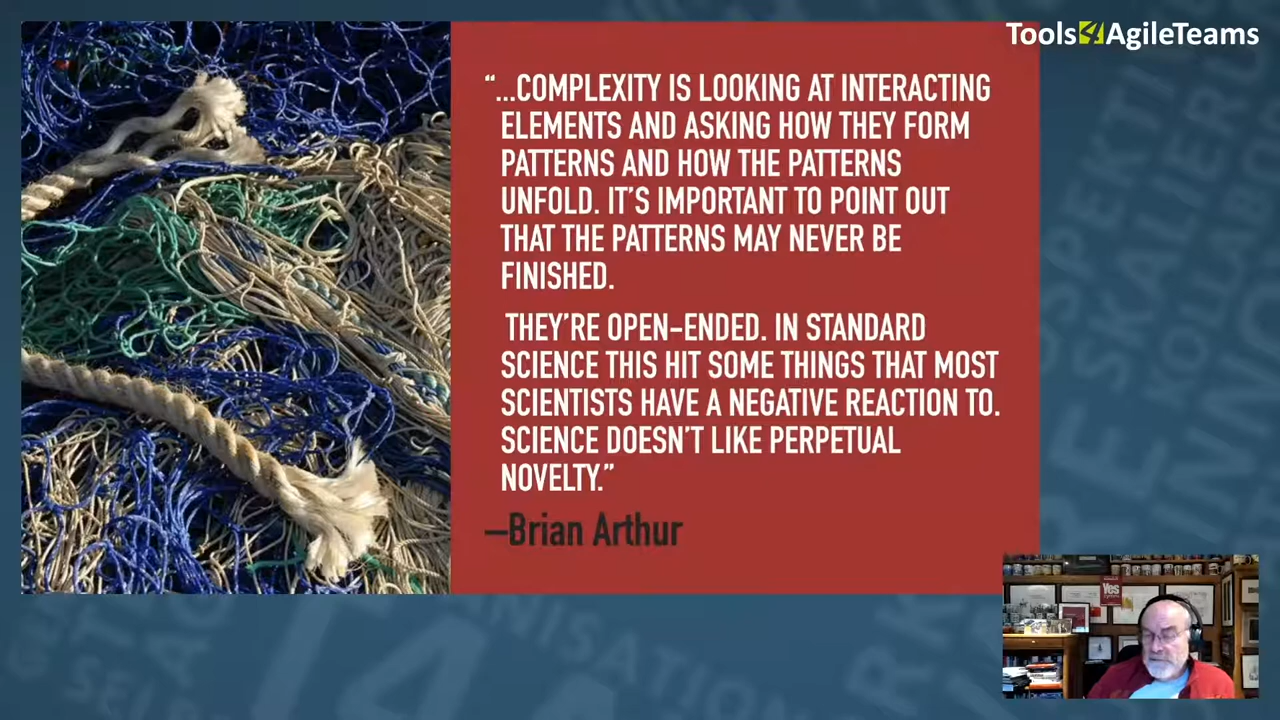 Tools4AgileTeams
“...COMPLEXITY IS LOOKING AT INTERACTING
ELEMENTS AND ASKING HOW THEY FORM
PATTERNS AND HOW THE PATTERNS
UNFOLD. IT’S IMPORTANT TO POINT OUT
THAT THE PATTERNS MAY NEVER BE
FINISHED.
THEY’RE OPEN-ENDED. IN STANDARD
SCIENCE THIS HIT SOME THINGS THAT MOST
SCIENTISTS HAVE A NEGATIVE REACTION TO.
SCIENCE DOESN’T LIKE PERPETUAL
NOVELTY.”
–Brian Arthur
Yes